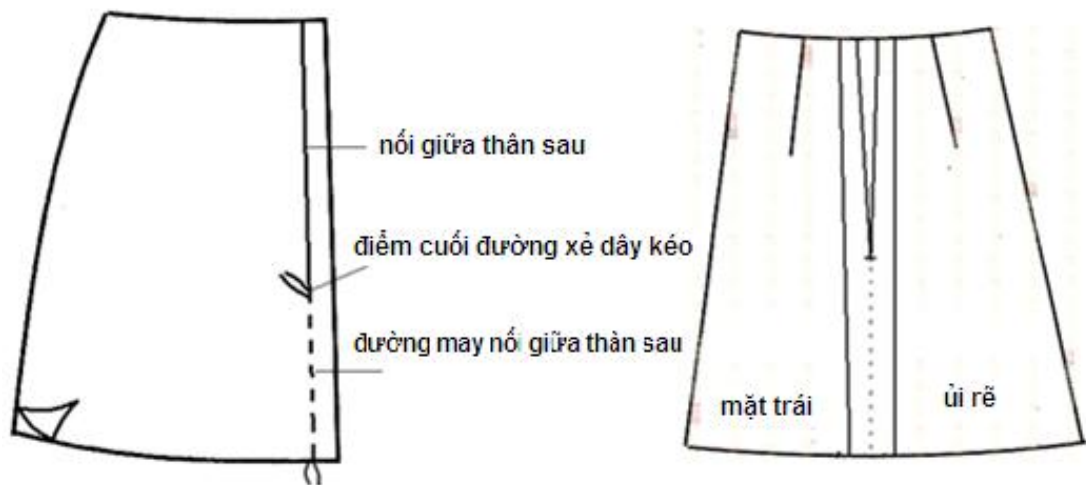 nối giữa thân sau
điểm cuối đường xẻ dây kéo
đường may nối giữa thân sau
mặt trái
ủi rẽ